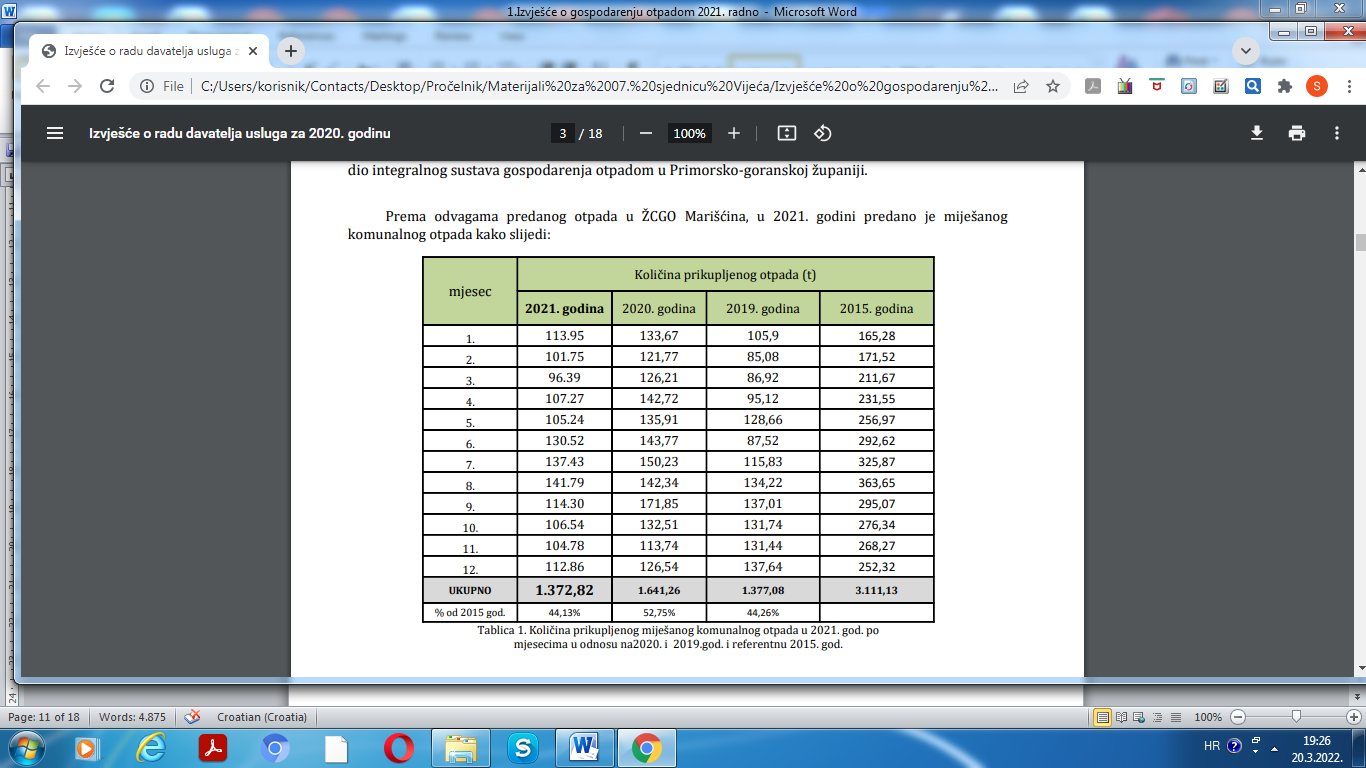 1.Izvješće o gospodarenju otpadom 2021. radno - Microsoft Word
Izvješće o radu davatelja usluga z
File C:/Users/korisnik/Contacts/Desktop/Pročelnik/Materijali%20za%2007.%20sjednicu%20Vijeća/Izvješće%20o%20gospodarenju%2...
S
Izvješće o radu davatelja usluga za 2020. godinu 3 / 18 100%
dio integralnog sustava gospodarenja otpadom u Primorsko-goranskoj županiji.
Prema odvagama predanog otpada u ŽCGO Marišćina, u 2021. godini predano je miješanog
komunalnog otpada kako slijedi:
mjesec Količina prikupljenog otpada (t)
2021. godina 2020. godina 2019. godina 2015. godina
1. 113.95 133,67 105,9 165,28
2. 101.75 121,77 85,08 171,52
3. 96.39 126,21 86,92 211,67
4. 107.27 142,72 95,12 231,55
5. 105.24 135,91 128,66 256,97
6. 130.52 143,77 87,52 292,62
7. 137.43 150,23 115,83 325,87
8. 141.79 142,34 134,22 363,65
9. 114.30 171,85 137,01 295,07
10. 106.54 132,51 131,74 276,34
11. 104.78 113,74 131,44 268,27
12. 112.86 126,54 137,64 252,32
UKUPNO 1.372,82 1.641,26 1.377,08 3.111,13
% od 2015 god. 44,13% 52,75% 44,26%
Tablica 1. Količina prikupljenog miješanog komunalnog otpada u 2021. god. po
mjesecima u odnosu na2020. i 2019.god. i referentnu 2015. god.
Page: 11 of 18 Words: 4.875 Croatian (Croatia) 100%
HR 19:26
20.3.2022.